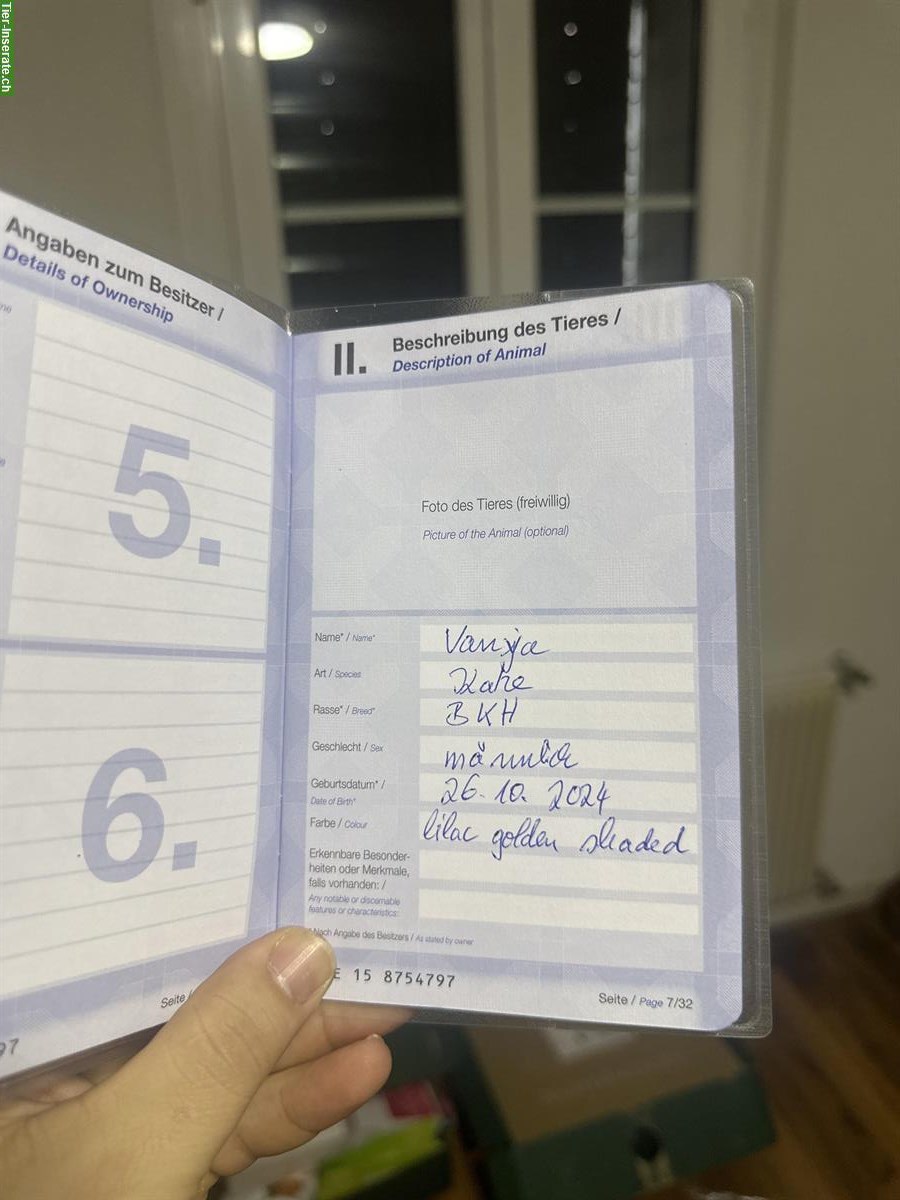 Tier-Inserate.ch
Angaben zum Besitzer /
Details of Ownership
5.
6.
Seite /
97
II.
Beschreibung des Tieres /
Description of Animal
Foto des Tieres (freiwillig)
Picture of the Animal (optional)
Name* / Name* Vanja
Art / Species Katze
Rasse* / Breed* BKH
Geschlecht / Sex männlich
Geburtsdatum* / 26.10.2024
Date of Birth*
Farbe / Colour lilac golden shaded
Erkennbare Besonder-
heiten oder Merkmale,
falls vorhanden: /
Any notable or discernable
features or characteristics:
* Nach Angabe des Besitzers / As stated by owner
E 15 8754797
Seite / Page 7/32